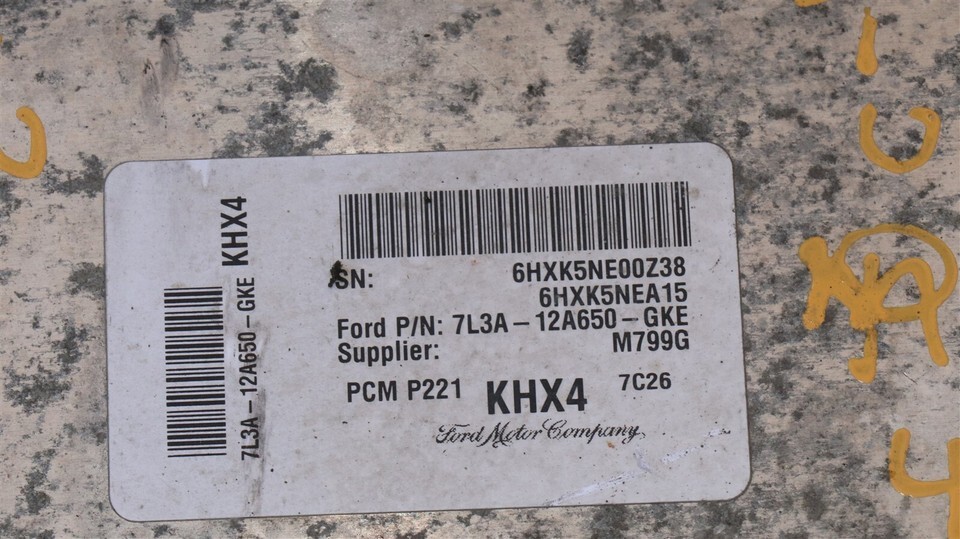 7L3A-12A650-GKE KHX4
SN: 6HXK5NE00Z38
6HXK5NEA15
Ford P/N: 7L3A-12A650-GKE
Supplier: M799G
PCM P221 KHX4 7C26
Ford Motor Company